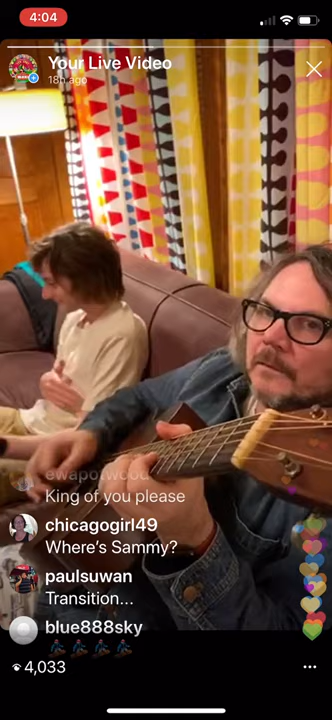 4:04
Your Live Video
18h ago
ewapotwood
King of you please
chicagogirl49
Where's Sammy?
paulsuwan
Transition...
blue888sky
4,033